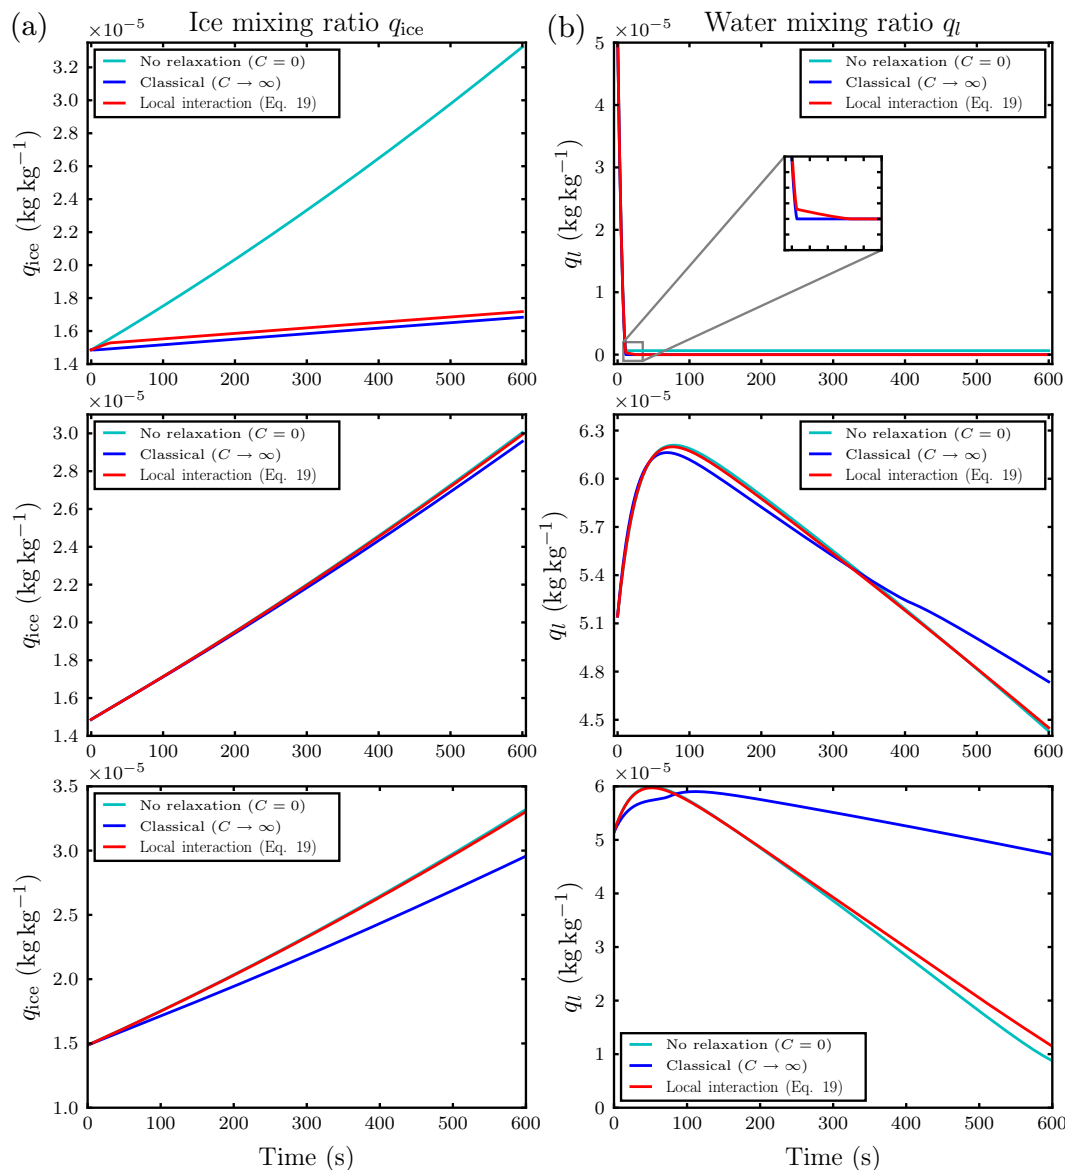 (a) Ice mixing ratio q_ice
(b) Water mixing ratio q_l
×10⁻⁵
3.2
3.0
2.8
2.6
2.4
2.2
2.0
1.8
1.6
1.4
q_ice (kg kg⁻¹)
No relaxation (C = 0)
Classical (C → ∞)
Local interaction (Eq. 19)
0 100 200 300 400 500 600
×10⁻⁵
5
4
3
2
1
0
q_l (kg kg⁻¹)
No relaxation (C = 0)
Classical (C → ∞)
Local interaction (Eq. 19)
0 100 200 300 400 500 600
×10⁻⁵
3.0
2.8
2.6
2.4
2.2
2.0
1.8
1.6
1.4
q_ice (kg kg⁻¹)
No relaxation (C = 0)
Classical (C → ∞)
Local interaction (Eq. 19)
0 100 200 300 400 500 600
×10⁻⁵
6.3
6.0
5.7
5.4
5.1
4.8
4.5
q_l (kg kg⁻¹)
No relaxation (C = 0)
Classical (C → ∞)
Local interaction (Eq. 19)
0 100 200 300 400 500 600
×10⁻⁵
3.5
3.0
2.5
2.0
1.5
1.0
q_ice (kg kg⁻¹)
No relaxation (C = 0)
Classical (C → ∞)
Local interaction (Eq. 19)
0 100 200 300 400 500 600
Time (s)
×10⁻⁵
6
5
4
3
2
1
0
q_l (kg kg⁻¹)
No relaxation (C = 0)
Classical (C → ∞)
Local interaction (Eq. 19)
0 100 200 300 400 500 600
Time (s)